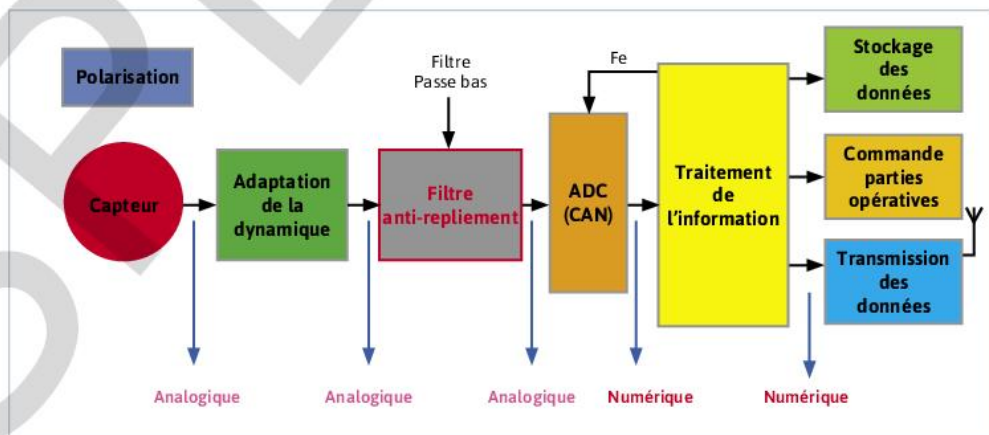 Polarisation
Filtre
Passe bas
Fe
Stockage
des
données
Capteur
Adaptation
de la
dynamique
Filtre
anti-repliement
ADC
(CAN)
Traitement
de
l'information
Commande
parties
opératives
Transmission
des
données
Analogique
Analogique
Analogique
Numérique
Numérique